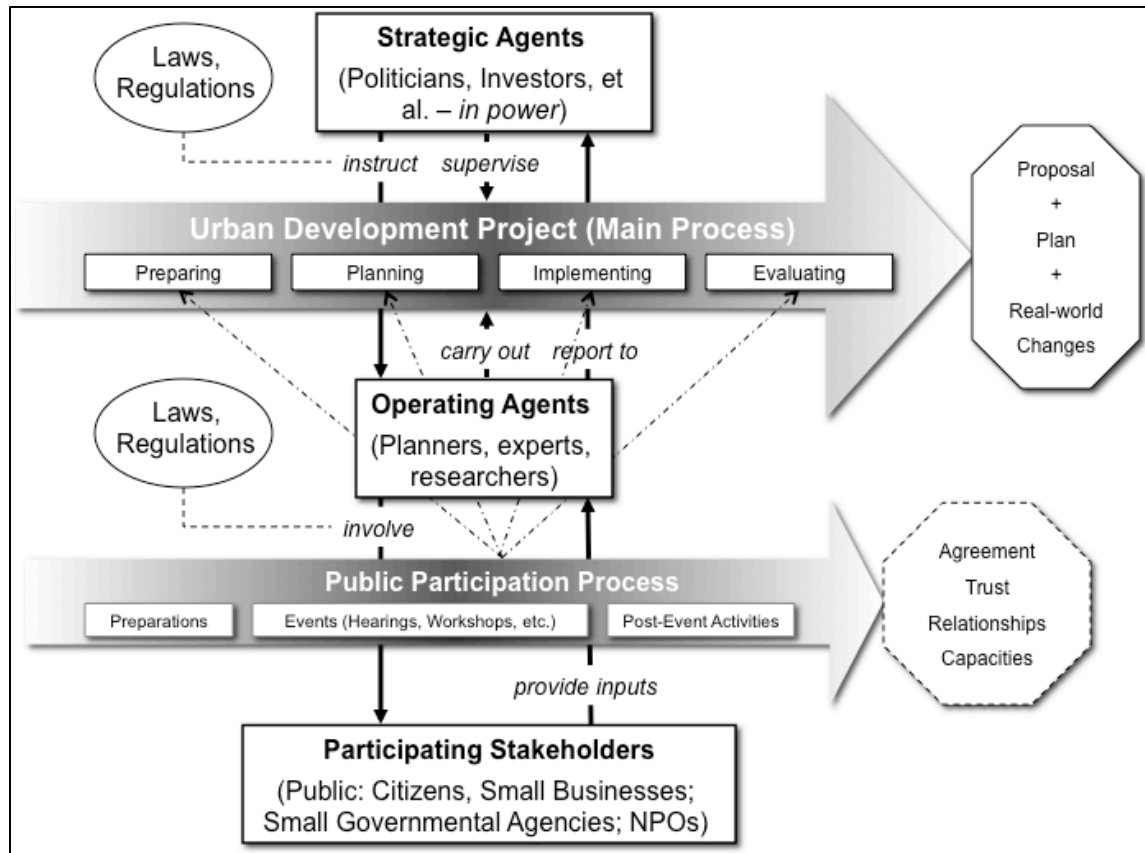 Strategic Agents
(Politicians, Investors, et
al. – in power)
Laws,
Regulations
instruct
supervise
Urban Development Project (Main Process)
Preparing
Planning
Implementing
Evaluating
Proposal
+
Plan
+
Real-world
Changes
carry out
report to
Operating Agents
(Planners, experts,
researchers)
Laws,
Regulations
involve
Public Participation Process
Preparations
Events (Hearings, Workshops, etc.)
Post-Event Activities
Agreement
Trust
Relationships
Capacities
provide inputs
Participating Stakeholders
(Public: Citizens, Small Businesses;
Small Governmental Agencies; NPOs)